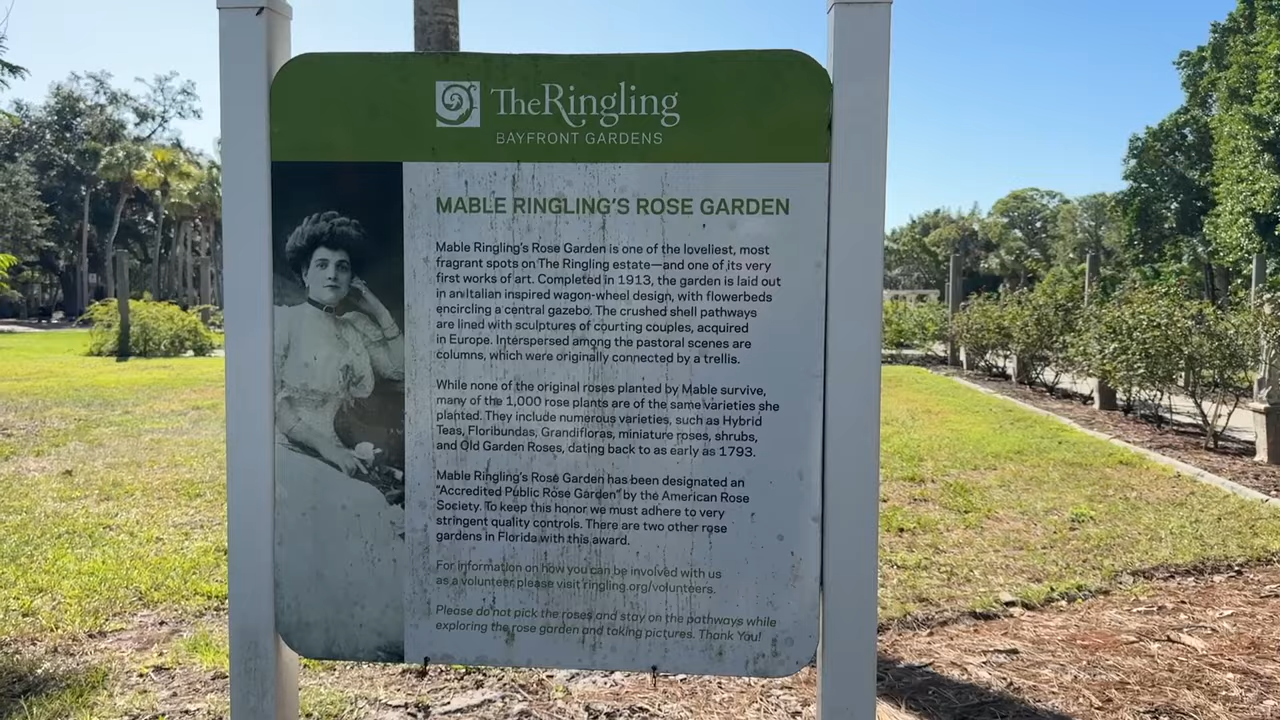 The Ringling
BAYFRONT GARDENS
MABLE RINGLING'S ROSE GARDEN
Mable Ringling's Rose Garden is one of the loveliest, most
fragrant spots on The Ringling estate—and one of its very
first works of art. Completed in 1913, the garden is laid out
in anItalian inspired wagon-wheel design, with flowerbeds
encircling a central gazebo. The crushed shell pathways
are lined with sculptures of courting couples, acquired
in Europe. Interspersed among the pastoral scenes are
columns, which were originally connected by a trellis.
While none of the original roses planted by Mable survive,
many of the 1,000 rose plants are of the same varieties she
planted. They include numerous varieties, such as Hybrid
Teas, Floribundas, Grandifloras, miniature roses, shrubs,
and Old Garden Roses, dating back to as early as 1793.
Mable Ringling's Rose Garden has been designated an
"Accredited Public Rose Garden" by the American Rose
Society. To keep this honor we must adhere to very
stringent quality controls. There are two other rose
gardens in Florida with this award.
For information on how you can be involved with us
as a volunteer please visit ringling.org/volunteers.
Please do not pick the roses and stay on the pathways while
exploring the rose garden and taking pictures. Thank You!